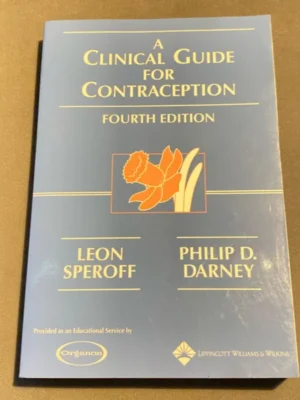 A
CLINICAL GUIDE
FOR
CONTRACEPTION
FOURTH EDITION
LEON
SPEROFF
PHILIP D.
DARNEY
Provided as an Educational Service by
Organon
LIPPINCOTT WILLIAMS & WILKINS